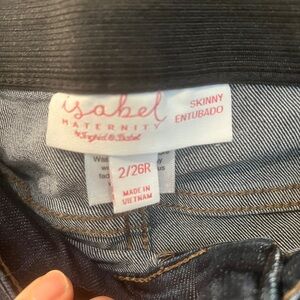 isabel
MATERNITY
by Ingrid & Isabel
SKINNY
ENTUBADO
2/26R
MADE IN
VIETNAM